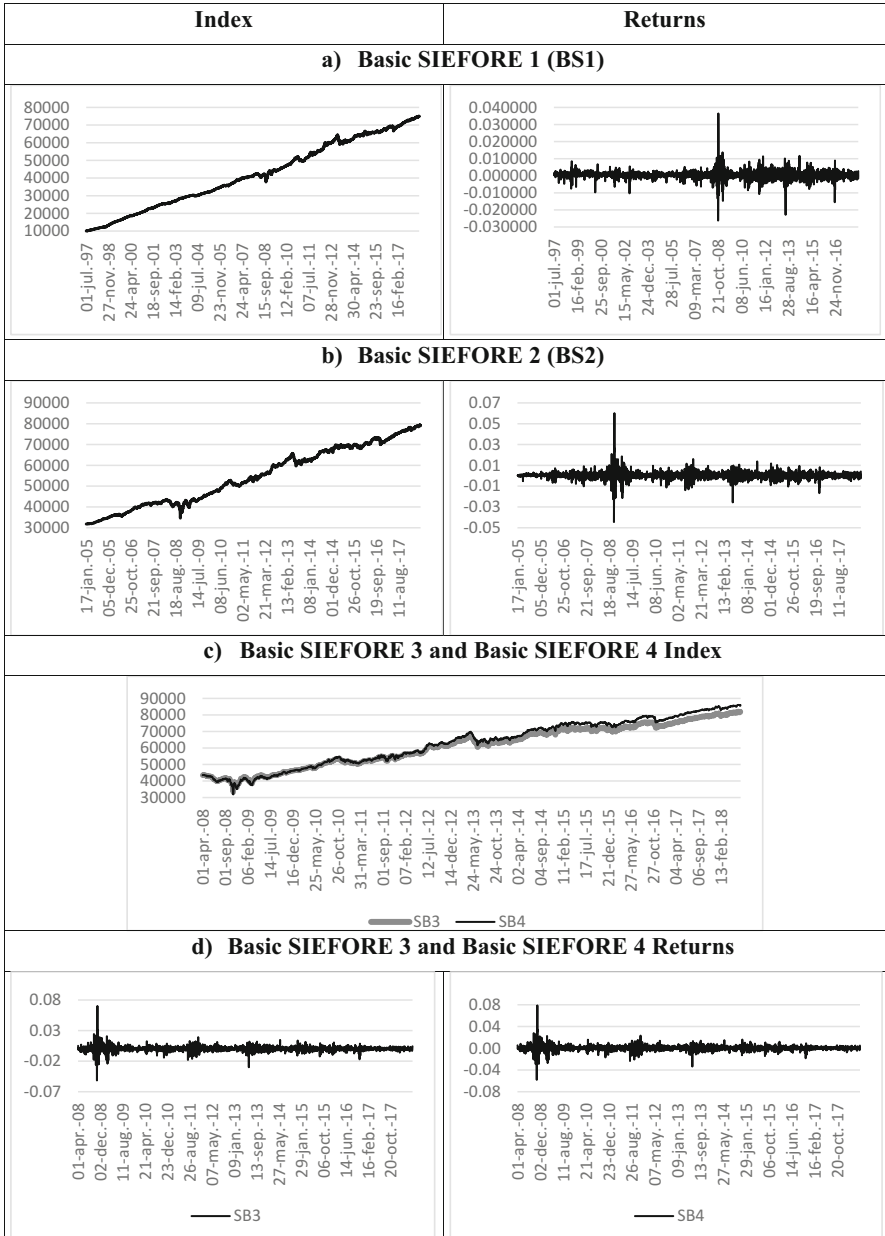 Index
Returns
a) Basic SIEFORE 1 (BS1)
80000
70000
60000
50000
40000
30000
20000
10000
01-jul.-97
27-nov.-98
24-apr.-00
18-sep.-01
14-feb.-03
09-jul.-04
23-nov.-05
24-apr.-07
15-sep.-08
12-feb.-10
07-jul.-11
28-nov.-12
30-apr.-14
23-sep.-15
16-feb.-17
0.040000
0.030000
0.020000
0.010000
0.000000
-0.010000
-0.020000
-0.030000
01-jul.-97
16-feb.-99
25-sep.-00
15-may.-02
24-dec.-03
28-jul.-05
09-mar.-07
21-oct.-08
08-jun.-10
16-jan.-12
28-aug.-13
16-apr.-15
24-nov.-16
b) Basic SIEFORE 2 (BS2)
90000
80000
70000
60000
50000
40000
30000
17-jan.-05
05-dec.-05
25-oct.-06
21-sep.-07
18-aug.-08
14-jul.-09
08-jun.-10
02-may.-11
21-mar.-12
13-feb.-13
08-jan.-14
01-dec.-14
26-oct.-15
19-sep.-16
11-aug.-17
0.07
0.05
0.03
0.01
-0.01
-0.03
-0.05
17-jan.-05
05-dec.-05
25-oct.-06
21-sep.-07
18-aug.-08
14-jul.-09
08-jun.-10
02-may.-11
21-mar.-12
13-feb.-13
08-jan.-14
01-dec.-14
26-oct.-15
19-sep.-16
11-aug.-17
c) Basic SIEFORE 3 and Basic SIEFORE 4 Index
90000
80000
70000
60000
50000
40000
30000
01-apr.-08
01-sep.-08
06-feb.-09
14-jul.-09
16-dec.-09
25-may.-10
26-oct.-10
31-mar.-11
01-sep.-11
07-feb.-12
12-jul.-12
14-dec.-12
24-may.-13
24-oct.-13
02-apr.-14
04-sep.-14
11-feb.-15
17-jul.-15
21-dec.-15
27-may.-16
27-oct.-16
04-apr.-17
06-sep.-17
13-feb.-18
SB3
SB4
d) Basic SIEFORE 3 and Basic SIEFORE 4 Returns
0.08
0.03
-0.02
-0.07
01-apr.-08
02-dec.-08
11-aug.-09
21-apr.-10
23-dec.-10
26-aug.-11
07-may.-12
09-jan.-13
13-sep.-13
27-may.-14
29-jan.-15
06-oct.-15
14-jun.-16
16-feb.-17
20-oct.-17
SB3
0.08
0.04
0.00
-0.04
-0.08
01-apr.-08
02-dec.-08
11-aug.-09
21-apr.-10
23-dec.-10
26-aug.-11
07-may.-12
09-jan.-13
13-sep.-13
27-may.-14
29-jan.-15
06-oct.-15
14-jun.-16
16-feb.-17
20-oct.-17
SB4